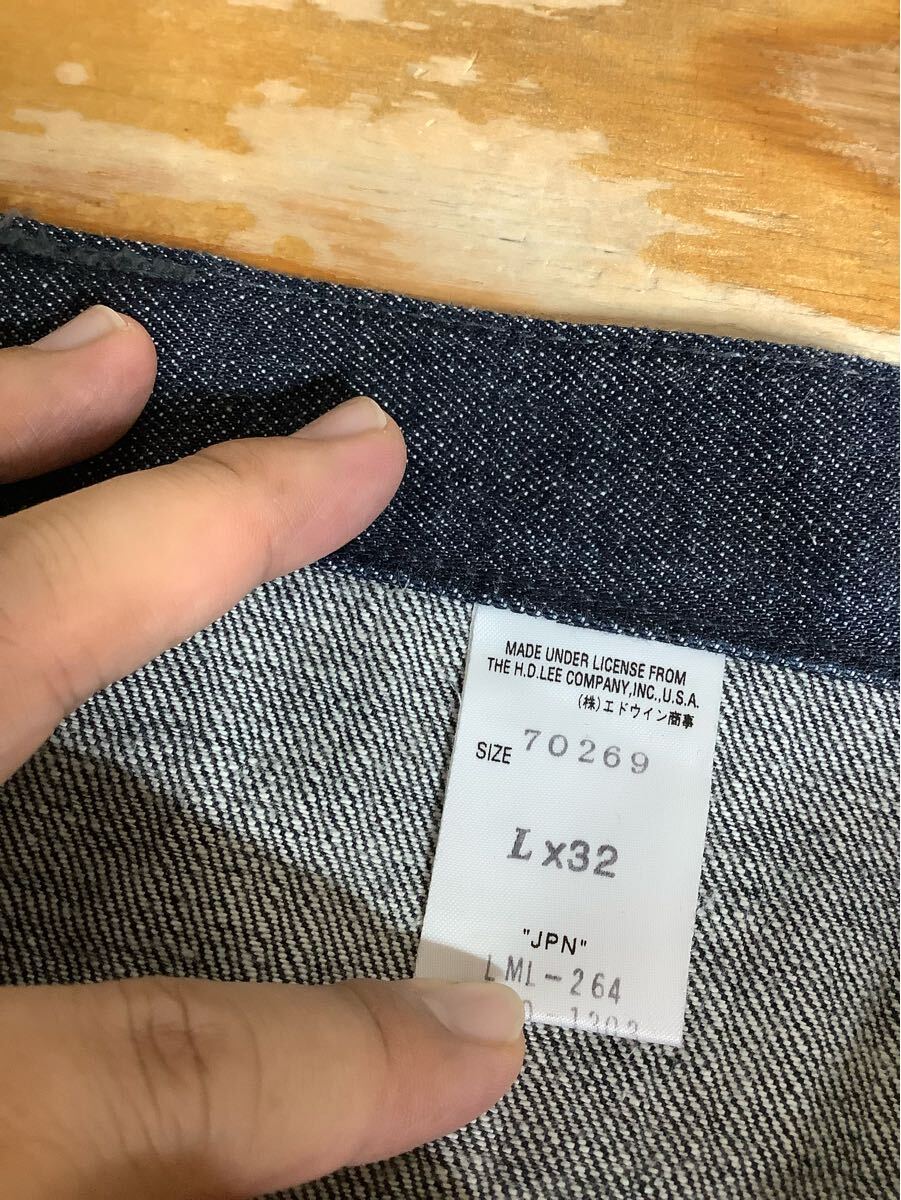 MADE UNDER LICENSE FROM
THE H.D.LEE COMPANY,INC.,U.S.A.
(株)エドウイン商事
SIZE 70269
L x32
"JPN"
LML-264